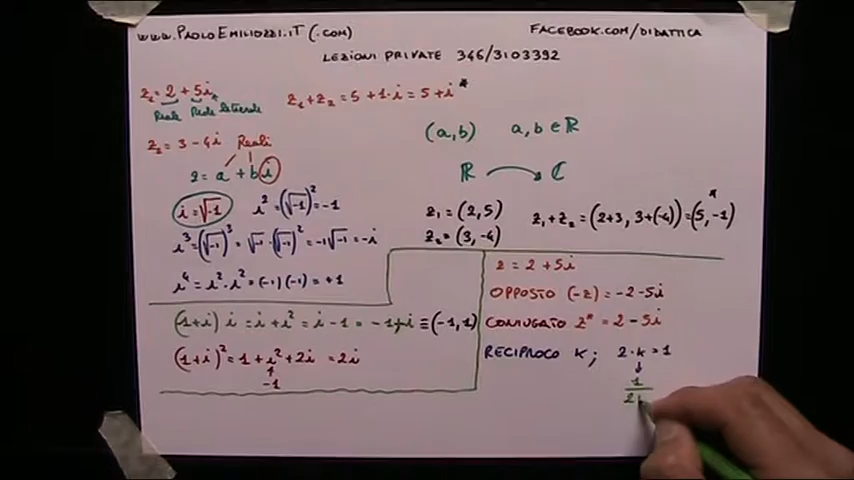 www.PaoloEmiliozzi.iT (.com)
Facebook.com/DiDATTicA
LEZIONI PRIVATE 346/3103392
z₁ = 2 + 5i
Reale Reale laterale
z₁+z₂ = 5 + 1·i = 5 + i *
z₂ = 3 - 4i Reali
z = a + b i
(a,b) a,b ∈ ℝ
ℝ → ℂ
i = √-1 i² = (√-1)² = -1
i³ = (√-1)³ = √-1 · (√-1)² = -1√-1 = -i
i⁴ = i² · i² = (-1)(-1) = +1
z₁ = (2,5)
z₂ = (3,-4)
z₁+z₂ = (2+3, 3+(-4)) = (5,-1) *
(1+i) i = i + i² = i - 1 = -1+i ≡ (-1,1)
(1+i)² = 1 + i² + 2i = 2i
-1
z = 2 + 5i
OPPOSTO (-z) = -2 - 5i
CONIUGATO z* = 2 - 5i
RECIPROCO k; z·k = 1
↓
1
2